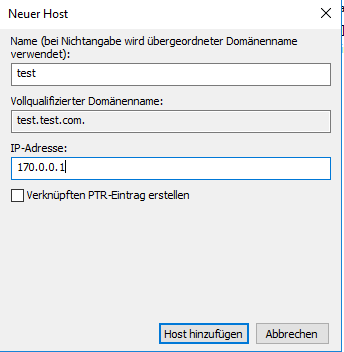 Neuer Host
Name (bei Nichtangabe wird übergeordneter Domänenname
verwendet):
test
Vollqualifizierter Domänenname:
test.test.com.
IP-Adresse:
170.0.0.1
Verknüpften PTR-Eintrag erstellen
Host hinzufügen
Abbrechen